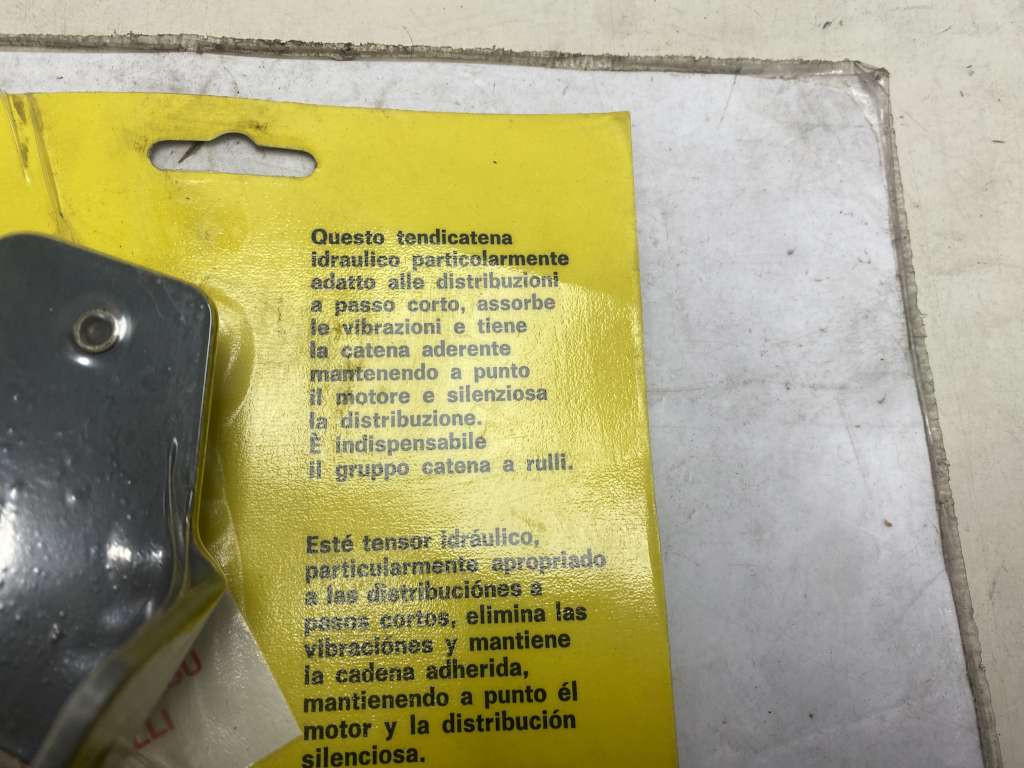 Questo tendicatena
idraulico particolarmente
adatto alle distribuzioni
a passo corto, assorbe
le vibrazioni e tiene
la catena aderente
mantenendo a punto
il motore e silenziosa
la distribuzione.
È indispensabile
il gruppo catena a rulli.
Esté tensor idráulico,
particularmente apropriado
a las distribuciónes a
pasos cortos, elimina las
vibraciónes y mantiene
la cadena adherida,
mantienendo a punto él
motor y la distribución
silenciosa.